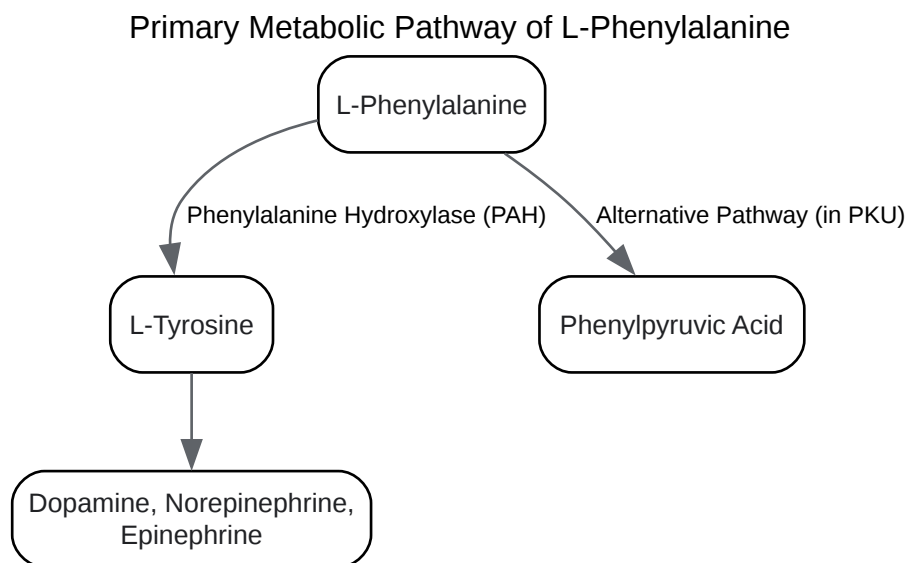 Primary Metabolic Pathway of L-Phenylalanine
L-Phenylalanine
Phenylalanine Hydroxylase (PAH)
Alternative Pathway (in PKU)
L-Tyrosine
Phenylpyruvic Acid
Dopamine, Norepinephrine,
Epinephrine